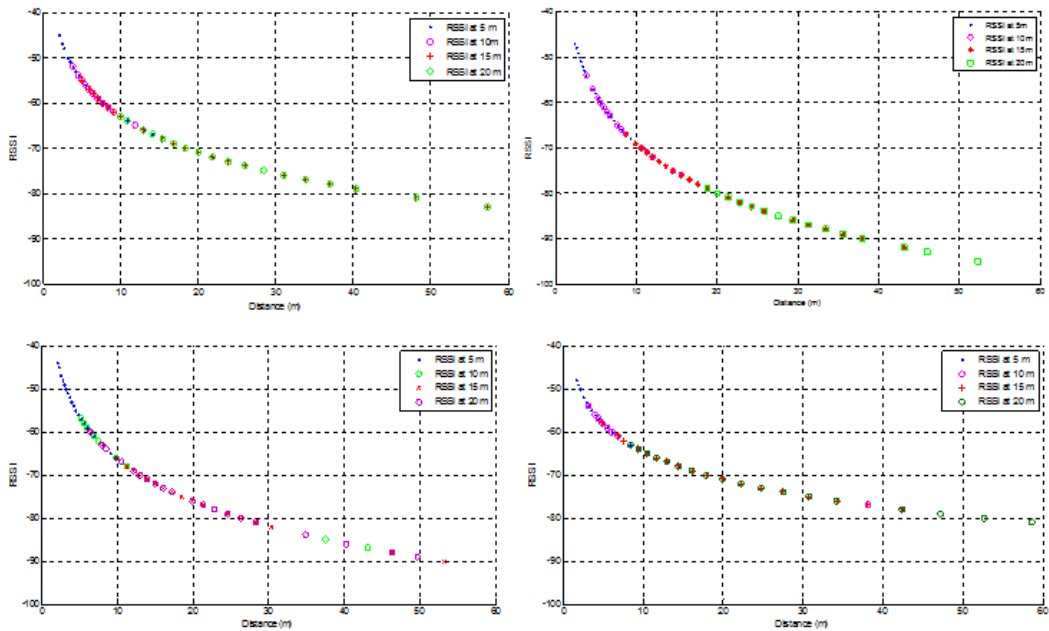 -40
-50
-60
-70
-80
-90
-100
RSSI
0
10
20
30
40
50
60
Distance (m)
RSSI at 5 m
RSSI at 10m
RSSI at 15 m
RSSI at 20 m
-40
-50
-60
-70
-80
-90
-100
RSSI
0
10
20
30
40
50
60
Distance (m)
RSSI at 5m
RSSI at 10m
RSSI at 15m
RSSI at 20m
-40
-50
-60
-70
-80
-90
-100
RSSI
0
10
20
30
40
50
60
Distance (m)
RSSI at 5 m
RSSI at 10 m
RSSI at 15 m
RSSI at 20 m
-40
-50
-60
-70
-80
-90
-100
RSSI
0
10
20
30
40
50
60
Distance (m)
RSSI at 5 m
RSSI at 10 m
RSSI at 15 m
RSSI at 20 m